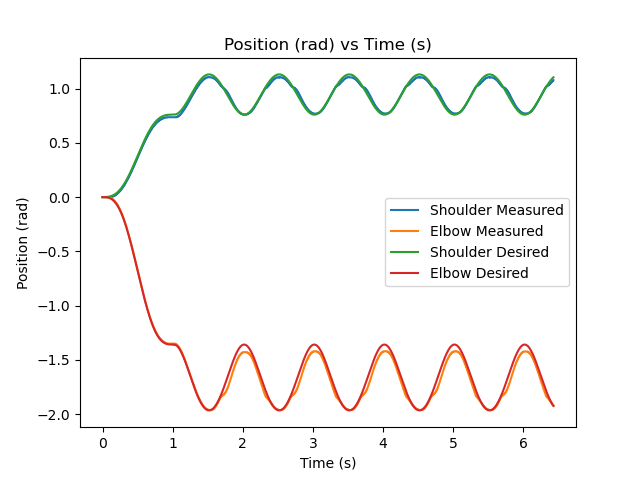 Position (rad) vs Time (s)
Position (rad)
1.0
0.5
0.0
−0.5
−1.0
−1.5
−2.0
Shoulder Measured
Elbow Measured
Shoulder Desired
Elbow Desired
0 1 2 3 4 5 6
Time (s)